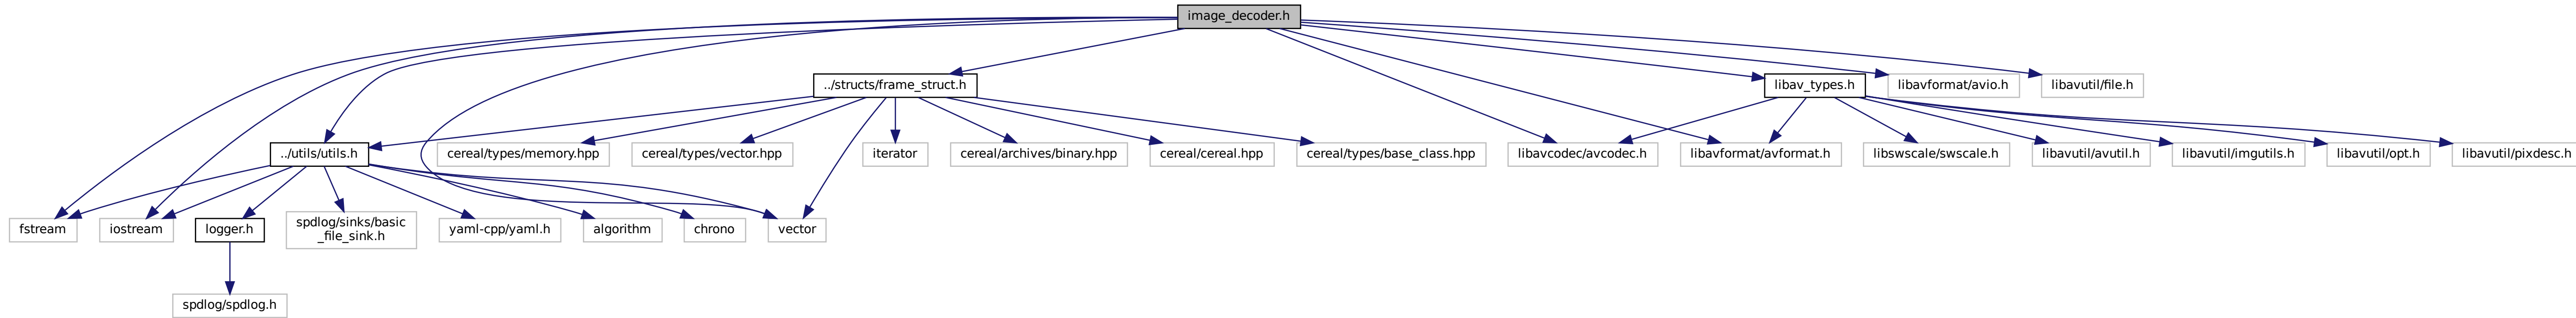 image_decoder.h
../structs/frame_struct.h
libav_types.h
libavformat/avio.h
libavutil/file.h
../utils/utils.h
cereal/types/memory.hpp
cereal/types/vector.hpp
iterator
cereal/archives/binary.hpp
cereal/cereal.hpp
cereal/types/base_class.hpp
libavcodec/avcodec.h
libavformat/avformat.h
libswscale/swscale.h
libavutil/avutil.h
libavutil/imgutils.h
libavutil/opt.h
libavutil/pixdesc.h
fstream
iostream
logger.h
spdlog/sinks/basic
_file_sink.h
yaml-cpp/yaml.h
algorithm
chrono
vector
spdlog/spdlog.h